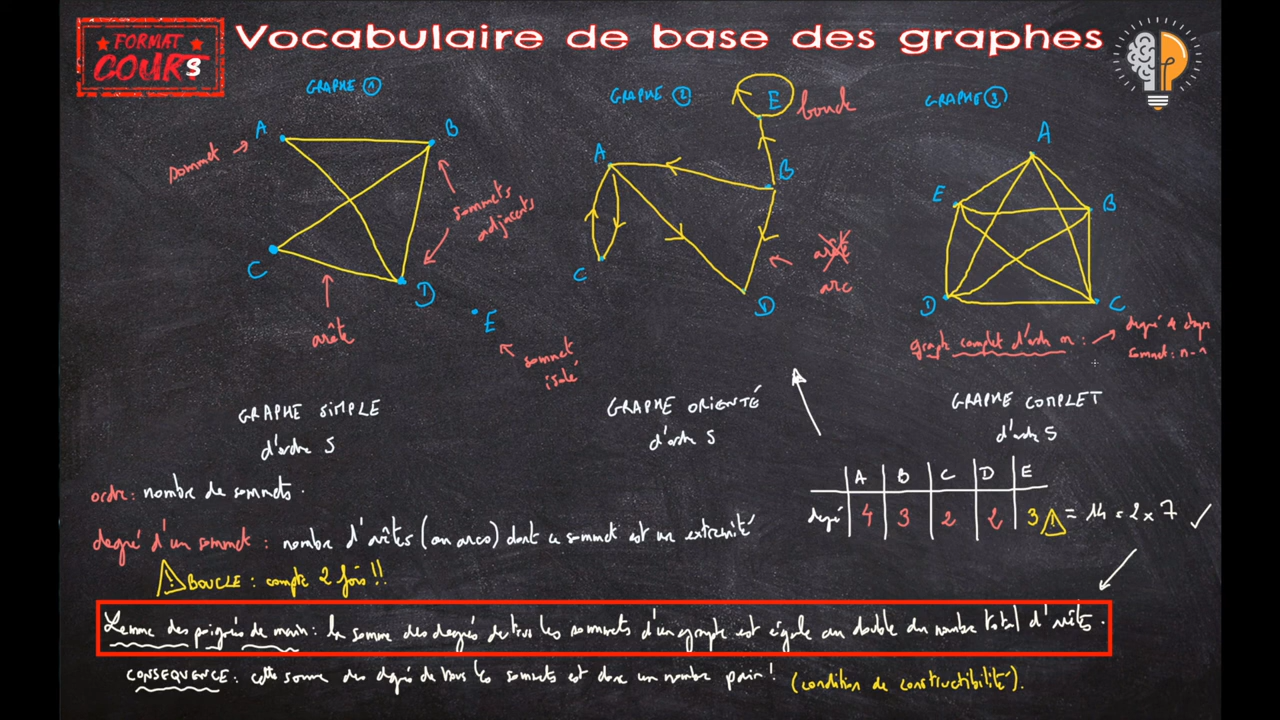 FORMAT
COURS
Vocabulaire de base des graphes
GRAPHE ①
A
B
C
D
E
sommet
sommets
adjacents
arête
sommet
isolé
GRAPHE SIMPLE
d'ordre 5
GRAPHE ②
A
B
C
D
E
boucle
arête
arc
GRAPHE ORIENTÉ
d'ordre 5
GRAPHE ③
A
B
C
D
E
graphe complet d'ordre n :
degré de chaque
sommet : n-1
GRAPHE COMPLET
d'ordre 5
A B C D E
degré 4 3 2 2 3 = 14 = 2 x 7 ✓
ordre : nombre de sommets.
degré d'un sommet : nombre d'arêtes (ou arcs) dont ce sommet est un extremité
BOUCLE : compte 2 fois !!
Lemme des poignées de main : la somme des degrés de tous les sommets d'un graphe est égale au double du nombre total d'arêtes.
CONSEQUENCE : cette somme des degrés de tous les sommets est donc un nombre pair ! (condition de constructibilité).